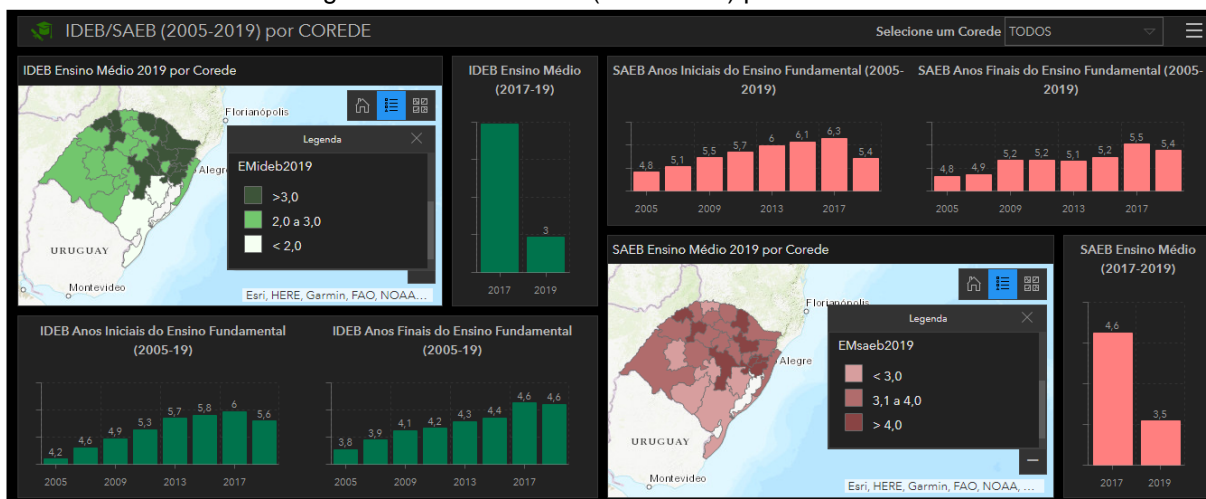 IDEB/SAEB (2005-2019) por COREDE
Selecione um Corede TODOS
IDEB Ensino Médio 2019 por Corede
Florianópolis
Alegr
URUGUAY
Montevideo
Legenda
EMideb2019
>3,0
2,0 a 3,0
< 2,0
Esri, HERE, Garmin, FAO, NOAA...
IDEB Ensino Médio
(2017-19)
3
2017 2019
SAEB Anos Iniciais do Ensino Fundamental (2005-
2019)
4,8 5,1 5,5 5,7 6 6,1 6,3 5,4
2005 2009 2013 2017
SAEB Anos Finais do Ensino Fundamental (2005-
2019)
4,8 4,9 5,2 5,2 5,1 5,2 5,5 5,4
2005 2009 2013 2017
IDEB Anos Iniciais do Ensino Fundamental
(2005-19)
4,2 4,6 4,9 5,3 5,7 5,8 6 5,6
2005 2009 2013 2017
IDEB Anos Finais do Ensino Fundamental
(2005-19)
3,8 3,9 4,1 4,2 4,3 4,4 4,6 4,6
2005 2009 2013 2017
SAEB Ensino Médio 2019 por Corede
Florianópolis
Alegre
URUGUAY
Montevideo
Legenda
EMsaeb2019
< 3,0
3,1 a 4,0
> 4,0
Esri, HERE, Garmin, FAO, NOAA, ...
SAEB Ensino Médio
(2017-2019)
4,6
3,5
2017 2019